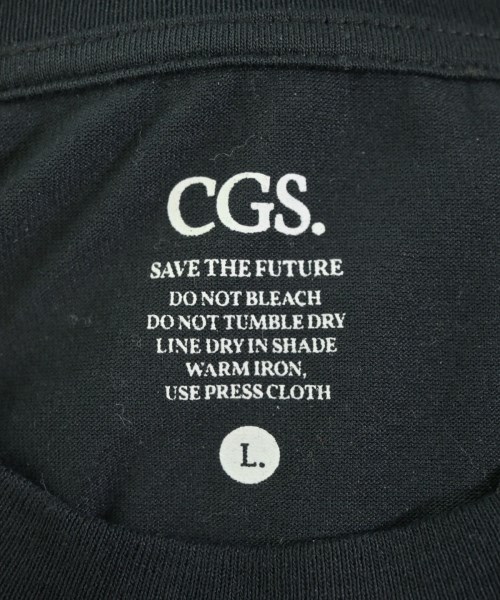 CGS.
SAVE THE FUTURE
DO NOT BLEACH
DO NOT TUMBLE DRY
LINE DRY IN SHADE
WARM IRON,
USE PRESS CLOTH
L.